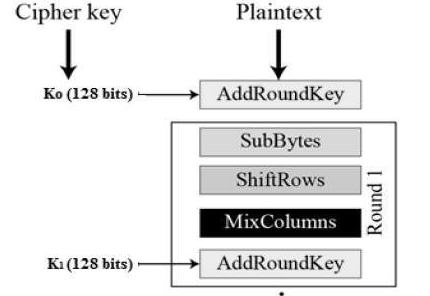 Cipher key
Plaintext
K0 (128 bits)
AddRoundKey
SubBytes
ShiftRows
MixColumns
Round 1
K1 (128 bits)
AddRoundKey